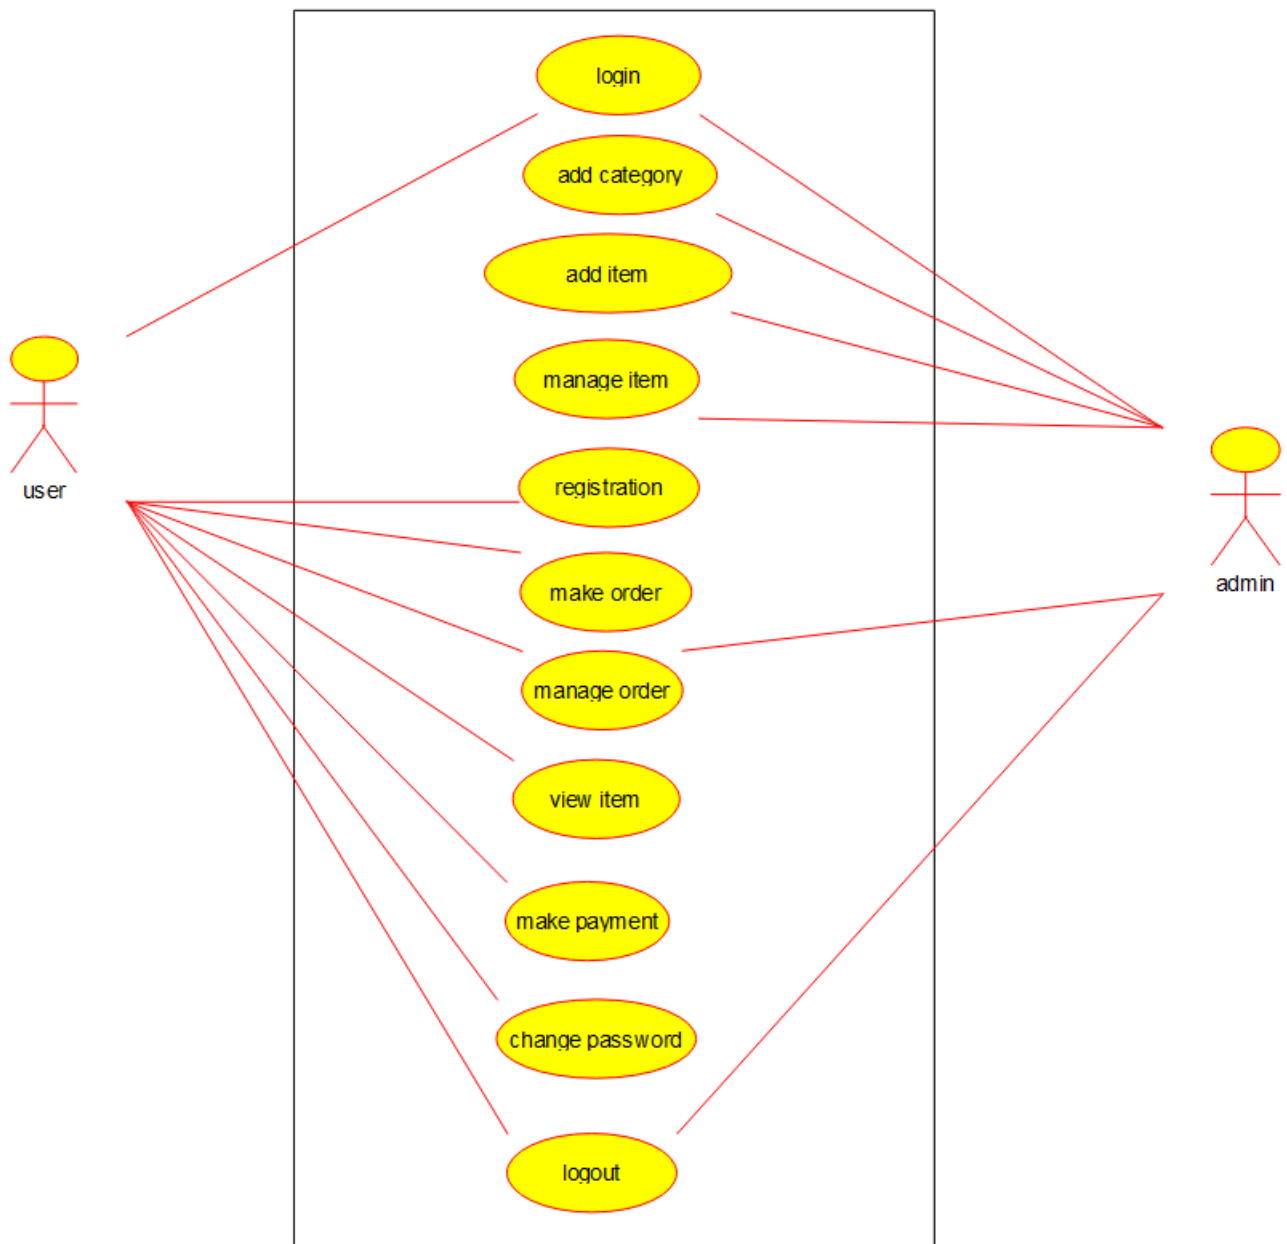 login
add category
add item
manage item
registration
make order
manage order
view item
make payment
change password
logout
user
admin